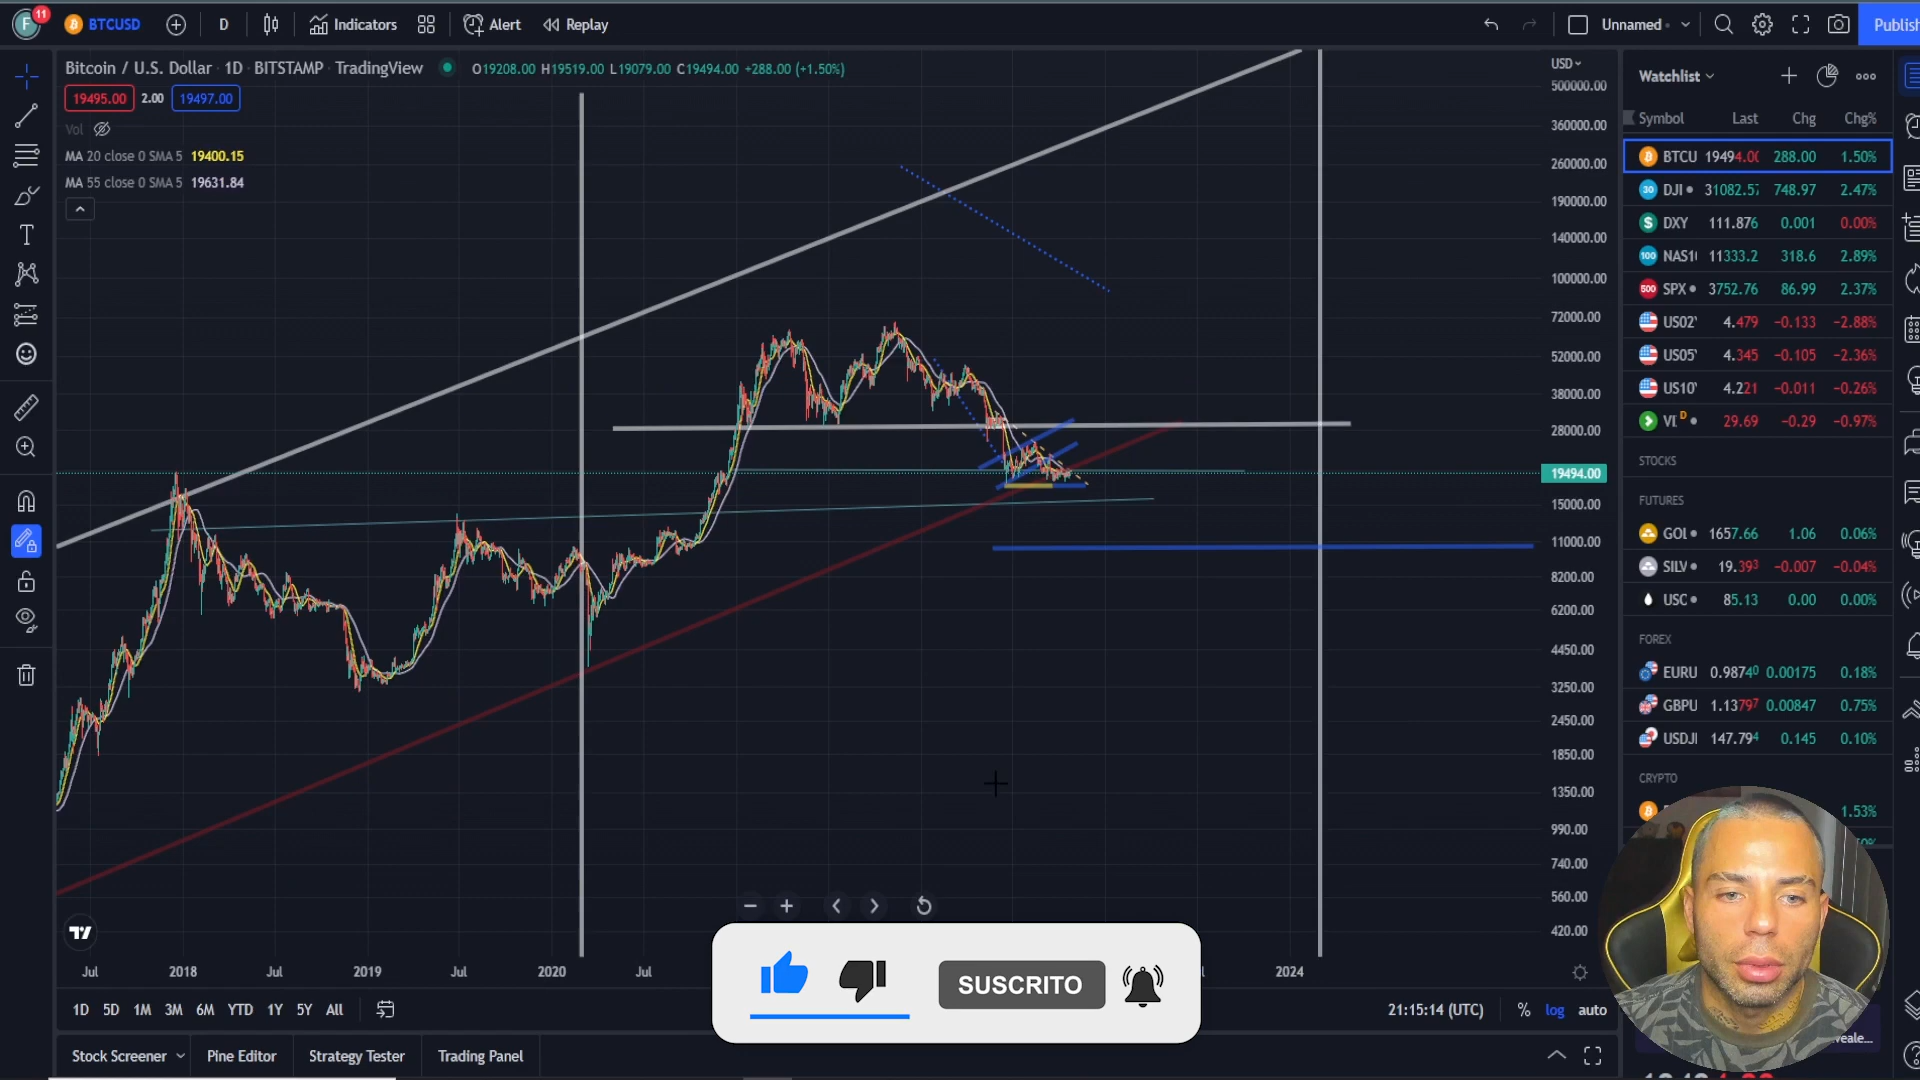 F 11 BTCUSD D Indicators Alert Replay Unnamed Publish
Bitcoin / U.S. Dollar · 1D · BITSTAMP · TradingView O19208.00 H19519.00 L19079.00 C19494.00 +288.00 (+1.50%)
19495.00 2.00 19497.00
Vol
MA 20 close 0 SMA 5 19400.15
MA 55 close 0 SMA 5 19631.84
USD
500000.00
360000.00
260000.00
190000.00
140000.00
100000.00
72000.00
52000.00
38000.00
28000.00
19494.00
15000.00
11000.00
8200.00
6200.00
4450.00
3250.00
2450.00
1850.00
1350.00
990.00
740.00
560.00
420.00
Jul 2018 Jul 2019 Jul 2020 Jul 2024
1D 5D 1M 3M 6M YTD 1Y 5Y All
21:15:14 (UTC) % log auto
Stock Screener Pine Editor Strategy Tester Trading Panel
SUSCRITO
Watchlist
Symbol Last Chg Chg%
BTCU 19494.00 288.00 1.50%
30 DJI 31082.57 748.97 2.47%
$ DXY 111.876 0.001 0.00%
100 NAS10 11333.2 318.6 2.89%
500 SPX 3752.76 86.99 2.37%
US02Y 4.479 −0.133 −2.88%
US05Y 4.345 −0.105 −2.36%
US10Y 4.221 −0.011 −0.26%
VI D 29.69 −0.29 −0.97%
STOCKS
FUTURES
GOL 1657.66 1.06 0.06%
SILV 19.393 −0.007 −0.04%
USC 85.13 0.00 0.00%
FOREX
EURU 0.98740 0.00175 0.18%
GBPU 1.13797 0.00847 0.75%
USDJI 147.794 0.145 0.10%
CRYPTO
1.53%